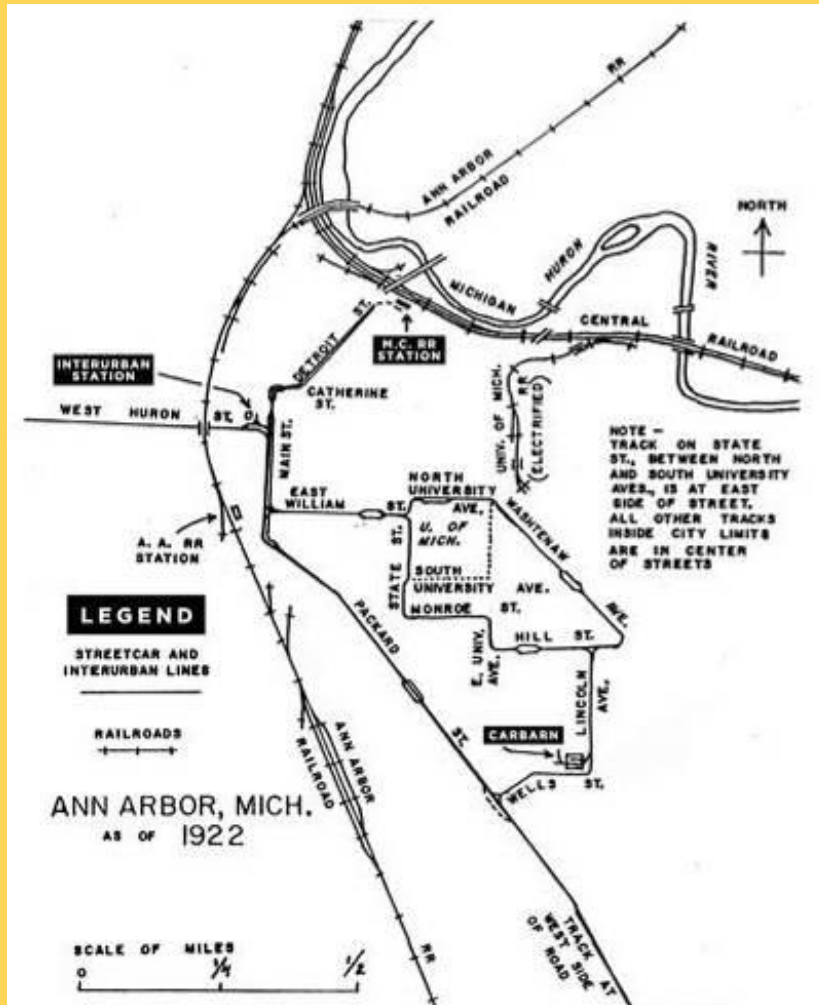 ANN ARBOR
RAILROAD
RR
NORTH
MICHIGAN
CENTRAL
RAILROAD
HURON
RIVER
DETROIT ST.
M.C. RR
STATION
INTERURBAN
STATION
CATHERINE
ST.
WEST HURON ST.
MAIN ST.
UNIV. OF MICH.
RR
(ELECTRIFIED)
NOTE –
TRACK ON STATE
ST., BETWEEN NORTH
AND SOUTH UNIVERSITY
AVES., IS AT EAST
SIDE OF STREET.
ALL OTHER TRACKS
INSIDE CITY LIMITS
ARE IN CENTER
OF STREETS
EAST
WILLIAM
ST.
NORTH
UNIVERSITY
AVE.
WASHTENAW
AVE.
U. OF
MICH.
A. A. RR
STATION
STATE ST.
SOUTH
UNIVERSITY AVE.
MONROE ST.
E. UNIV.
AVE.
HILL ST.
LINCOLN
AVE.
PACKARD
ST.
CARBARN
WELLS ST.
LEGEND
STREETCAR AND
INTERURBAN LINES
RAILROADS
ANN ARBOR
RAILROAD
RR
ANN ARBOR, MICH.
AS OF 1922
TRACK AT
WEST SIDE
OF ROAD
SCALE OF MILES
0 1/4 1/2